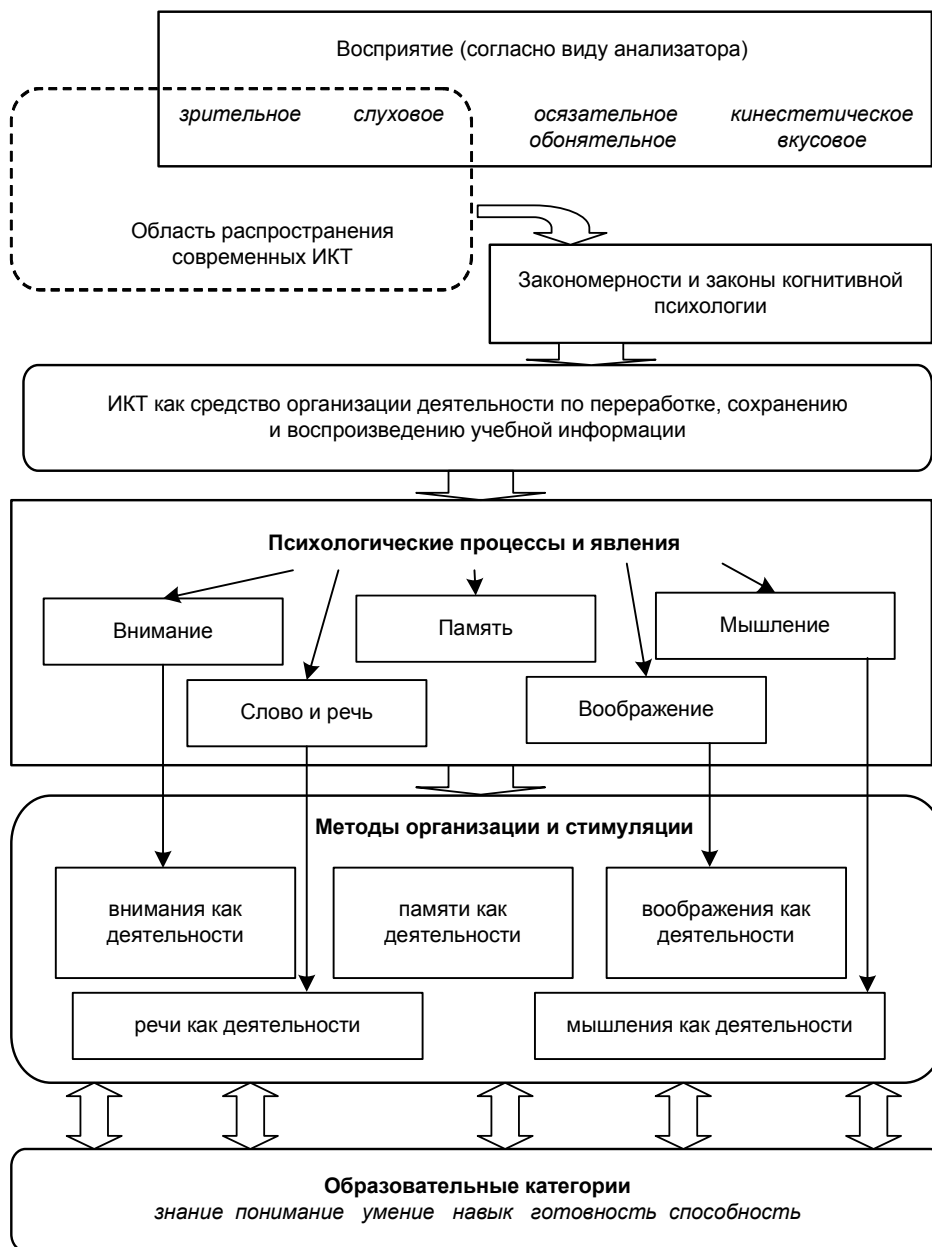 Восприятие (согласно виду анализатора)
зрительное слуховое осязательное кинестетическое
обонятельное вкусовое
Область распространения
современных ИКТ
Закономерности и законы когнитивной
психологии
ИКТ как средство организации деятельности по переработке, сохранению
и воспроизведению учебной информации
Психологические процессы и явления
Внимание
Память
Мышление
Слово и речь
Воображение
Методы организации и стимуляции
внимания как
деятельности
памяти как
деятельности
воображения как
деятельности
речи как деятельности
мышления как деятельности
Образовательные категории
знание понимание умение навык готовность способность